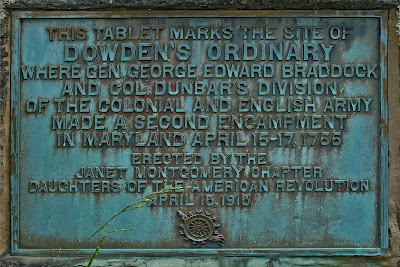 THIS TABLET MARKS THE SITE OF
DOWDEN'S ORDINARY
WHERE GEN. GEORGE EDWARD BRADDOCK
AND COL. DUNBAR'S DIVISION
OF THE COLONIAL AND ENGLISH ARMY
MADE A SECOND ENCAMPMENT
IN MARYLAND APRIL 15-17, 1755
ERECTED BY THE
JANET MONTGOMERY CHAPTER
DAUGHTERS OF THE AMERICAN REVOLUTION
APRIL 15, 1915